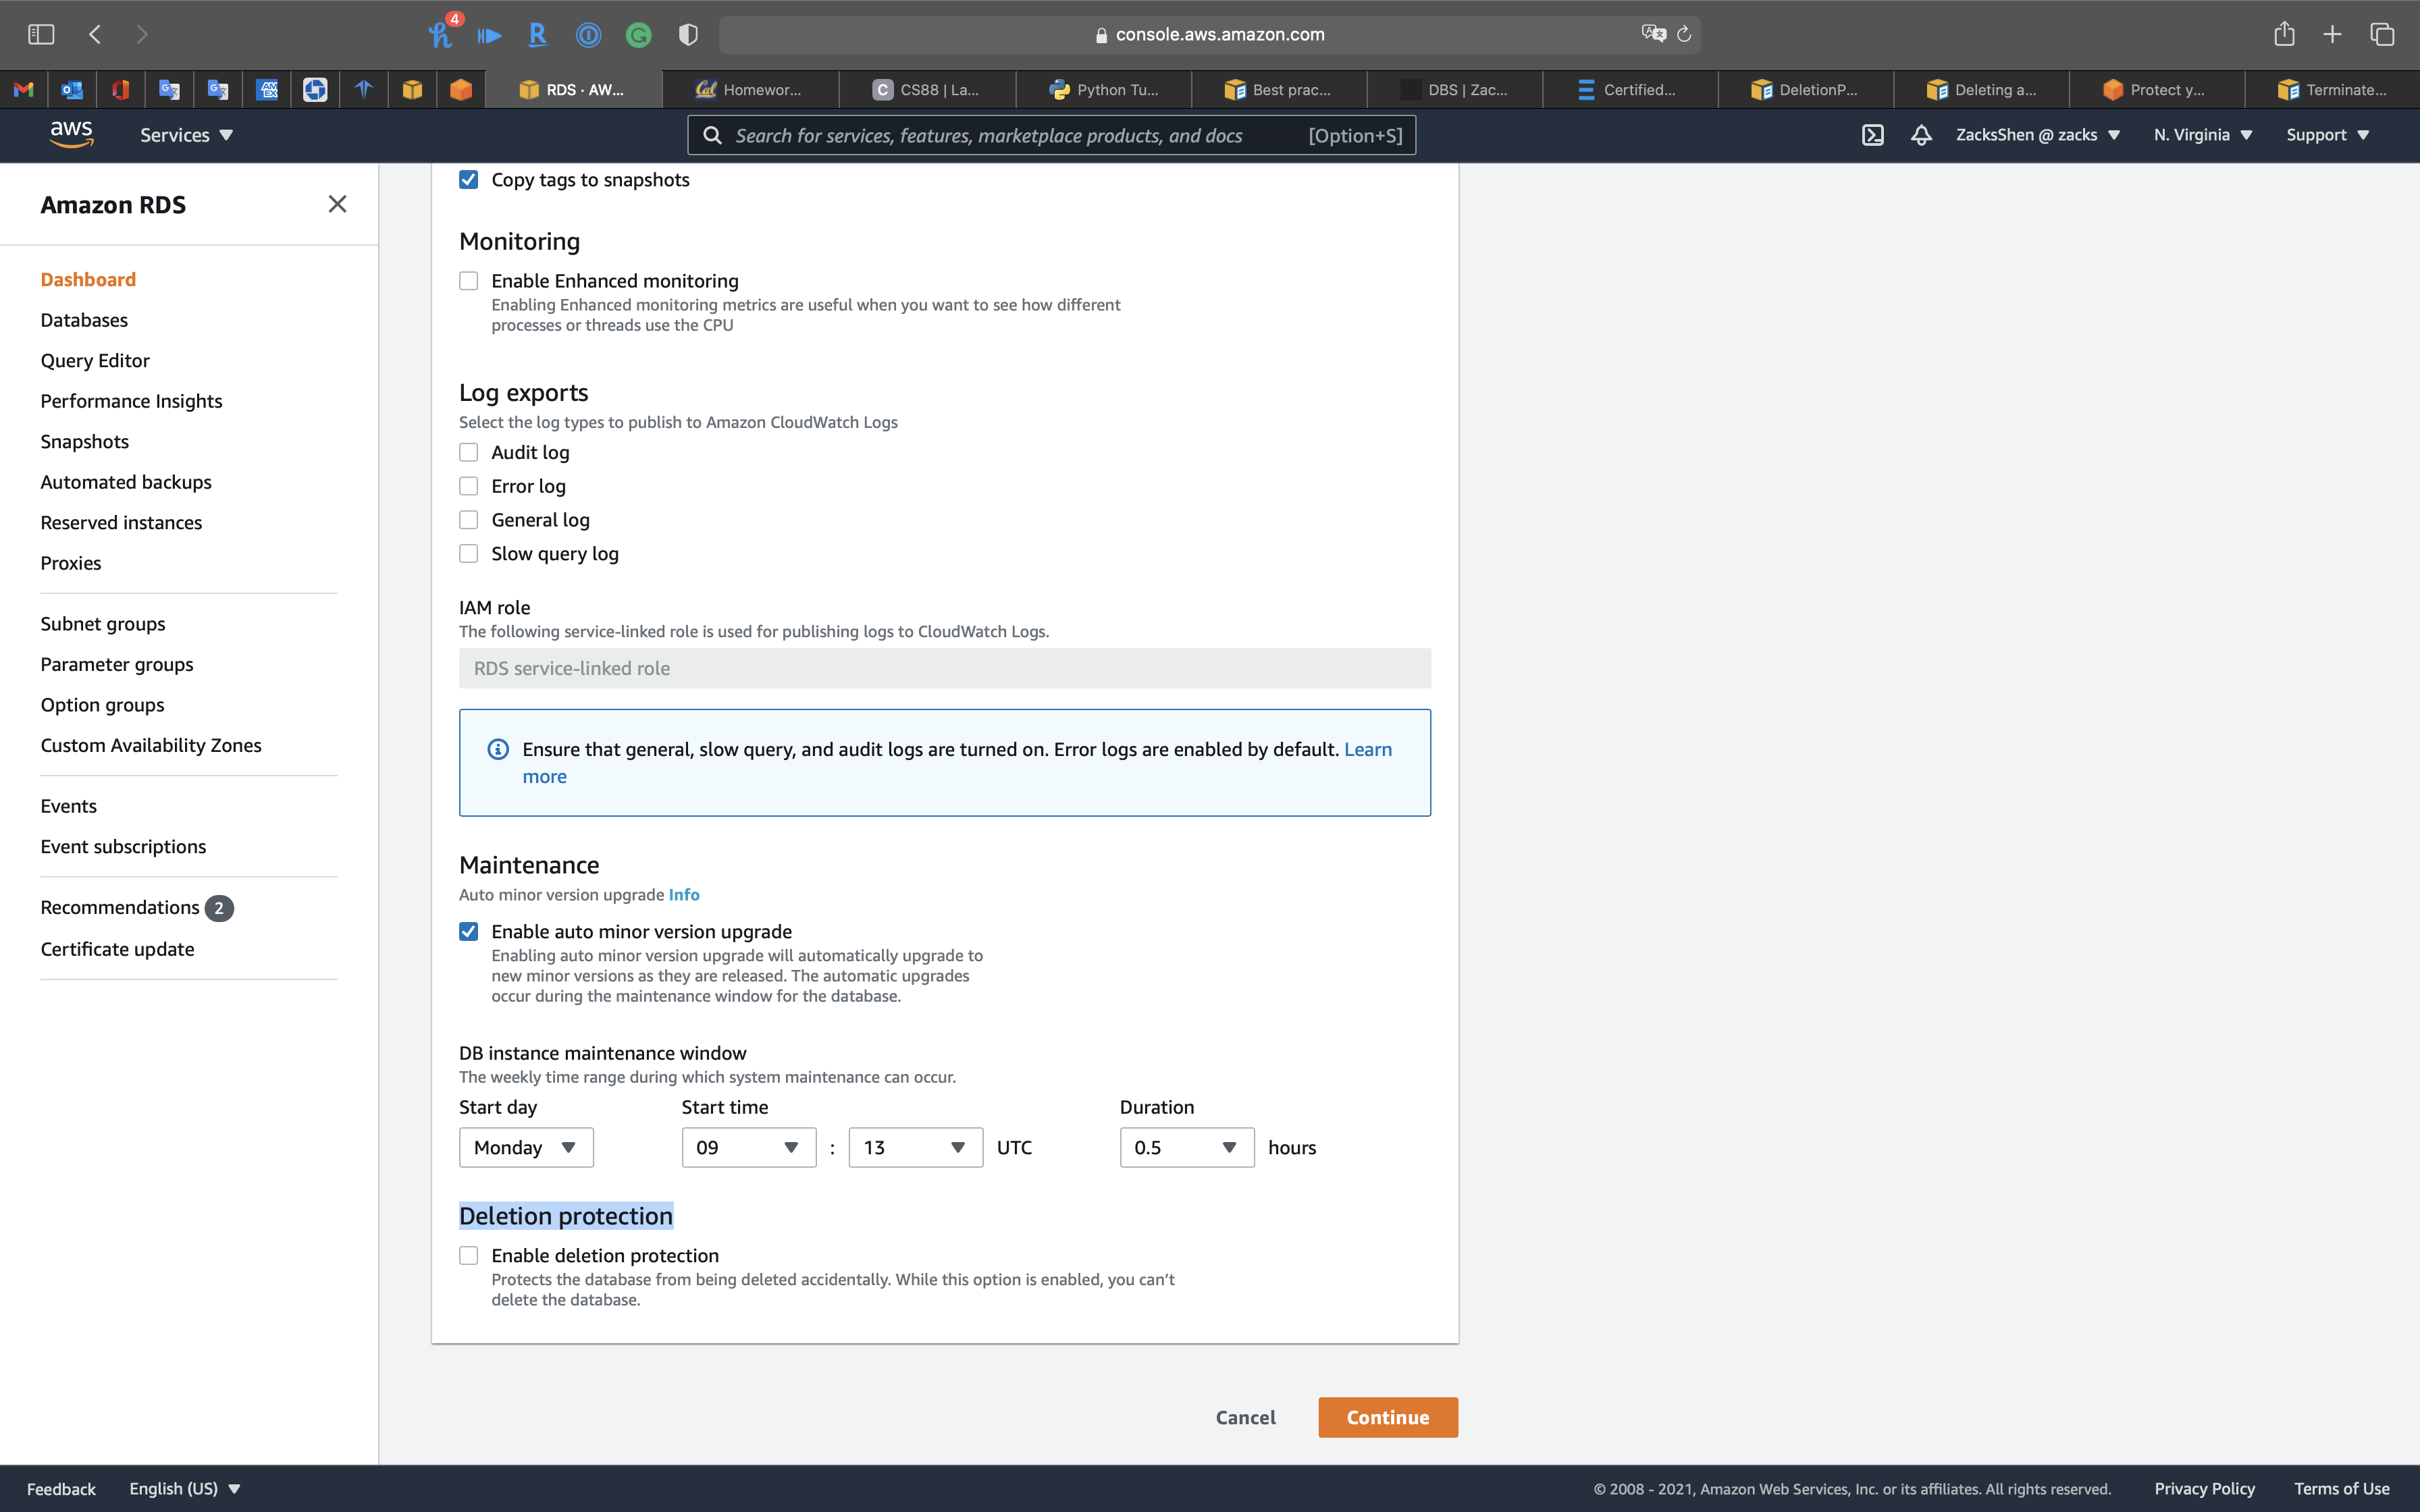 4
console.aws.amazon.com
RDS · AW...
Homewor...
CS88 | La...
Python Tu...
Best prac...
DBS | Zac...
Certified...
DeletionP...
Deleting a...
Protect y...
Terminate...
aws
Services
Search for services, features, marketplace products, and docs
[Option+S]
ZacksShen @ zacks
N. Virginia
Support
Amazon RDS
Dashboard
Databases
Query Editor
Performance Insights
Snapshots
Automated backups
Reserved instances
Proxies
Subnet groups
Parameter groups
Option groups
Custom Availability Zones
Events
Event subscriptions
Recommendations 2
Certificate update
Copy tags to snapshots
Monitoring
Enable Enhanced monitoring
Enabling Enhanced monitoring metrics are useful when you want to see how different
processes or threads use the CPU
Log exports
Select the log types to publish to Amazon CloudWatch Logs
Audit log
Error log
General log
Slow query log
IAM role
The following service-linked role is used for publishing logs to CloudWatch Logs.
RDS service-linked role
Ensure that general, slow query, and audit logs are turned on. Error logs are enabled by default. Learn
more
Maintenance
Auto minor version upgrade Info
Enable auto minor version upgrade
Enabling auto minor version upgrade will automatically upgrade to
new minor versions as they are released. The automatic upgrades
occur during the maintenance window for the database.
DB instance maintenance window
The weekly time range during which system maintenance can occur.
Start day Start time Duration
Monday 09 : 13 UTC 0.5 hours
Deletion protection
Enable deletion protection
Protects the database from being deleted accidentally. While this option is enabled, you can't
delete the database.
Cancel Continue
Feedback English (US) © 2008 - 2021, Amazon Web Services, Inc. or its affiliates. All rights reserved. Privacy Policy Terms of Use